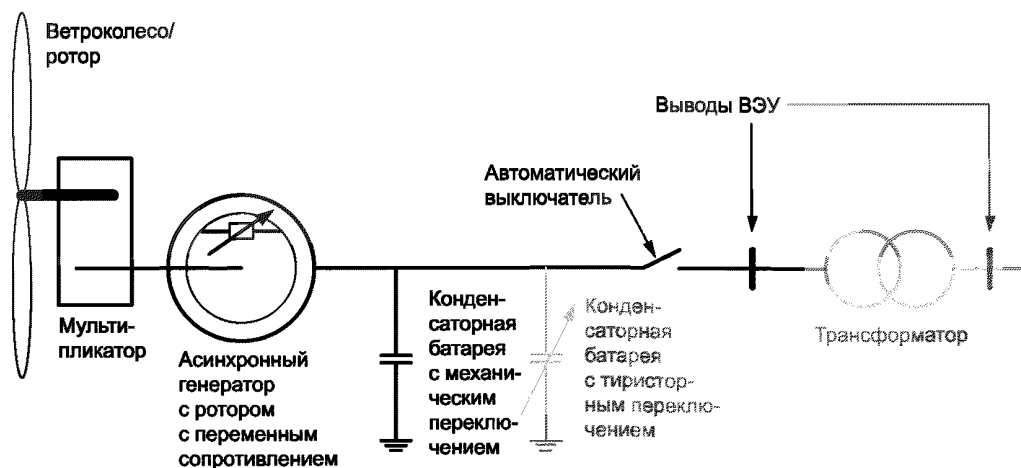 Ветроколесо/
ротор
Выводы ВЭУ
Автоматический
выключатель
Мульти-
пликатор
Асинхронный
генератор
с ротором
с переменным
сопротивлением
Конден-
саторная
батарея
с механи-
ческим
переклю-
чением
Конден-
саторная
батарея
с тиристор-
ным переклю-
чением
Трансформатор